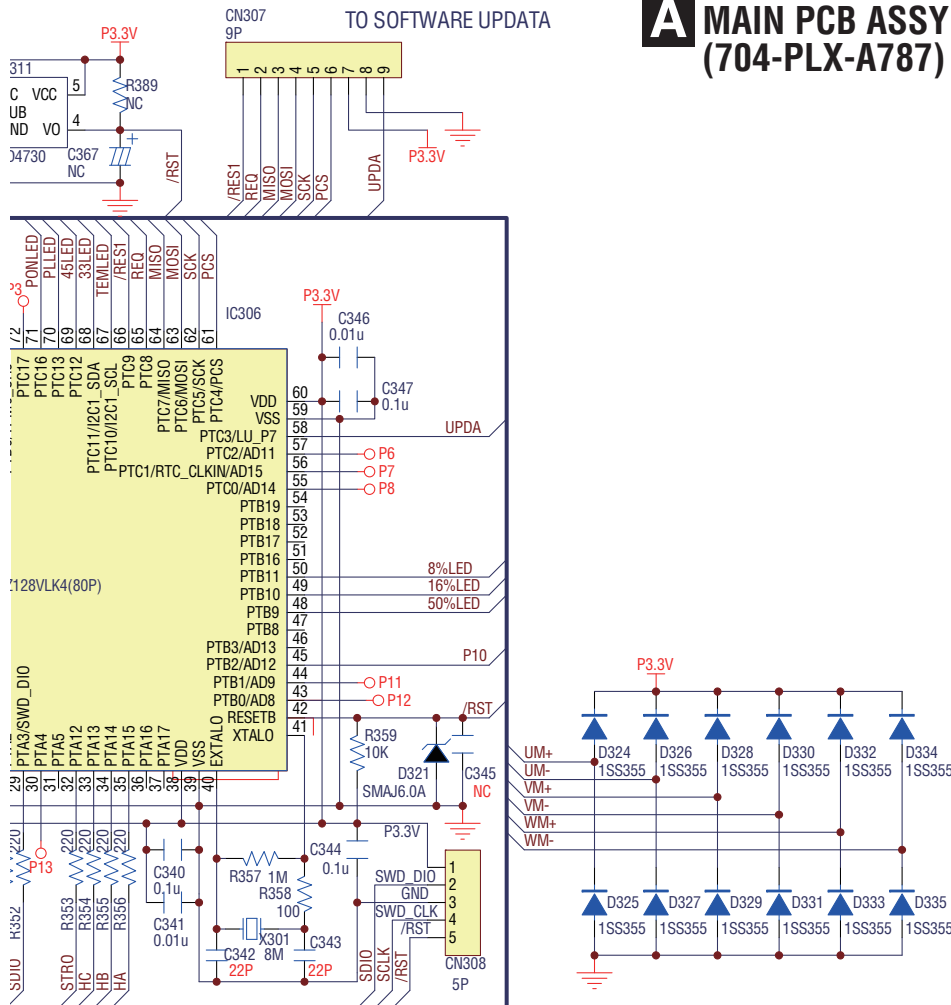 CN307
9P
TO SOFTWARE UPDATA
A MAIN PCB ASSY
(704-PLX-A787)
P3.3V
311
C VCC 5
UB
ND VO 4
R389
NC
C367
NC
+
/RST
1 2 3 4 5 6 7 8 9
/RES1
REQ
MISO
MOSI
SCK
PCS
UPDA
P3.3V
PONLED
PLLED
45LED
33LED
TEMLED
/RES1
REQ
MISO
MOSI
SCK
PCS
P3
72 71 70 69 68 67 66 65 64 63 62 61
IC306
PTC17
PTC16
PTC13
PTC12
PTC11/I2C1_SDA
PTC10/I2C1_SCL
PTC9
PTC8
PTC7/MISO
PTC6/MOSI
PTC5/SCK
PTC4/PCS
P3.3V
C346
0.01u
C347
0.1u
VDD 60
VSS 59
PTC3/LU_P7 58 UPDA
PTC2/AD11 57 P6
PTC1/RTC_CLKIN/AD15 56 P7
PTC0/AD14 55 P8
PTB19 54
PTB18 53
PTB17 52
PTB16 51
PTB11 50 8%LED
PTB10 49 16%LED
PTB9 48 50%LED
PTB8 47
PTB3/AD13 46
PTB2/AD12 45 P10
PTB1/AD9 44 P11
PTB0/AD8 43 P12
RESETB 42 /RST
XTALO 41
128VLK4(80P)
PTA3/SWD_DIO
PTA4
PTA5
PTA12
PTA13
PTA14
PTA15
PTA16
PTA17
VDD
VSS
EXTALO
29 30 31 32 33 34 35 36 37 38 39 40
R359
10K
D321
SMAJ6.0A
C345
NC
P3.3V
UM+
UM-
VM+
VM-
WM+
WM-
D324
1SS355
D326
1SS355
D328
1SS355
D330
1SS355
D332
1SS355
D334
1SS355
D325
1SS355
D327
1SS355
D329
1SS355
D331
1SS355
D333
1SS355
D335
1SS355
P13
220 220 220 220 220
R352
R353
R354
R355
R356
SDIO
STRO
HC
HB
HA
C340
0.1u
C341
0.01u
R357 1M
R358
100
C344
0.1u
X301
8M
C342
22P
C343
22P
P3.3V
SWD_DIO
GND
SWD_CLK
/RST
1
2
3
4
5
CN308
5P
SDIO
SCLK
/RST